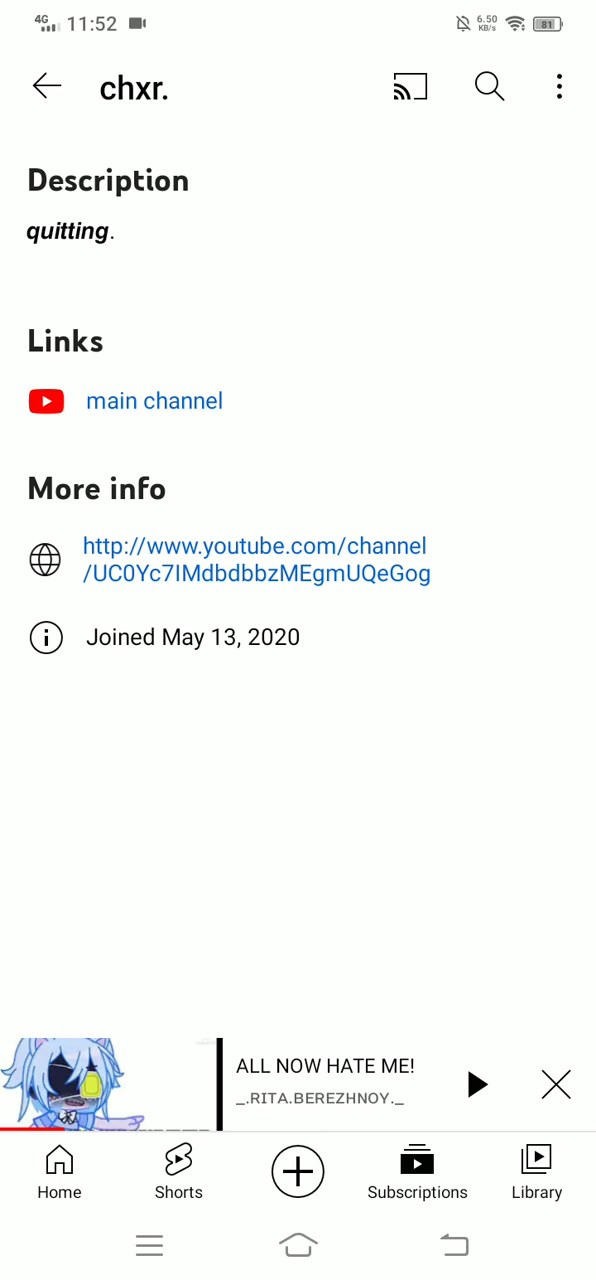 4G 11:52 6.50 KB/s 81
chxr.
Description
quitting.
Links
main channel
More info
http://www.youtube.com/channel
/UC0Yc7IMdbdbbzMEgmUQeGog
Joined May 13, 2020
ALL NOW HATE ME!
_.RITA.BEREZHNOY._
Home Shorts Subscriptions Library